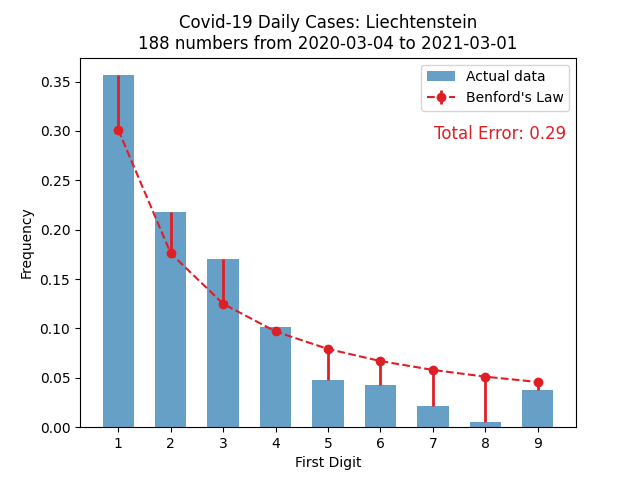 Covid-19 Daily Cases: Liechtenstein
188 numbers from 2020-03-04 to 2021-03-01
Actual data
Benford's Law
Total Error: 0.29
Frequency
0.35
0.30
0.25
0.20
0.15
0.10
0.05
0.00
1 2 3 4 5 6 7 8 9
First Digit